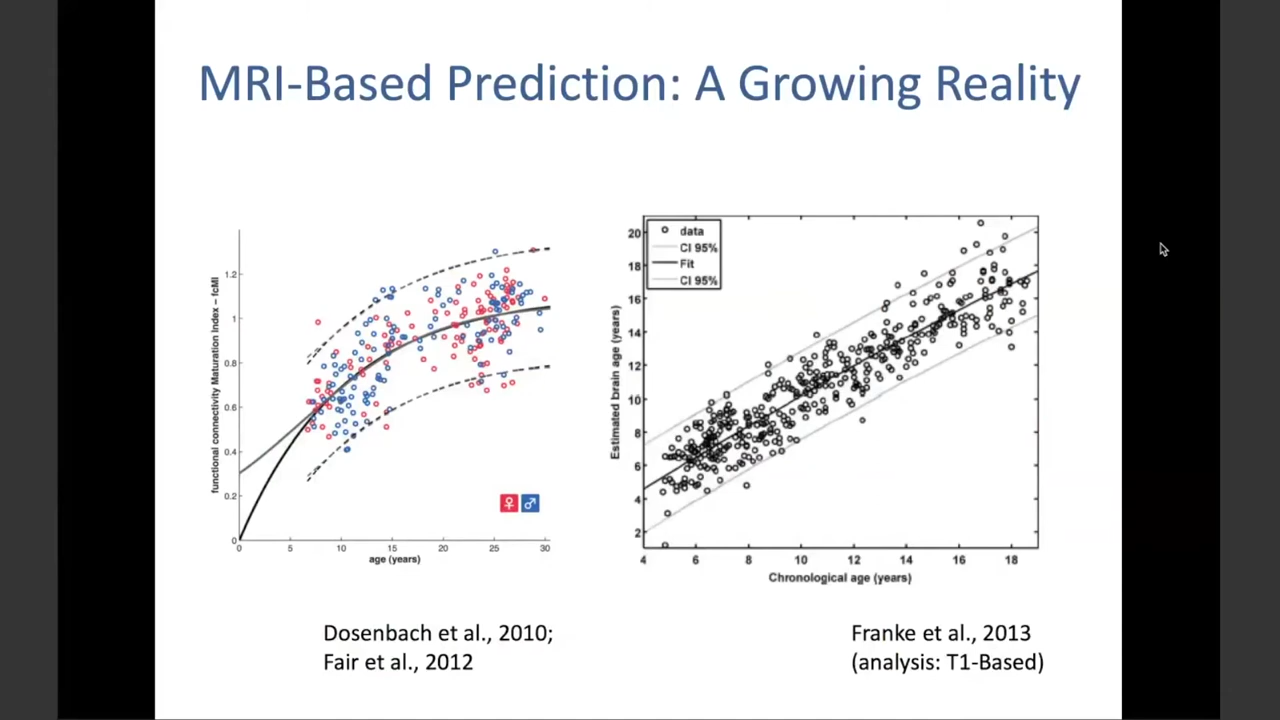 MRI-Based Prediction: A Growing Reality
functional connectivity Maturation Index – fcMI
1.2
1
0.8
0.6
0.4
0.2
0
0
5
10
15
20
25
30
age (years)
♀ ♂
Estimated brain age (years)
20
18
16
14
12
10
8
6
4
2
data
CI 95%
Fit
CI 95%
4
6
8
10
12
14
16
18
Chronological age (years)
Dosenbach et al., 2010;
Fair et al., 2012
Franke et al., 2013
(analysis: T1-Based)